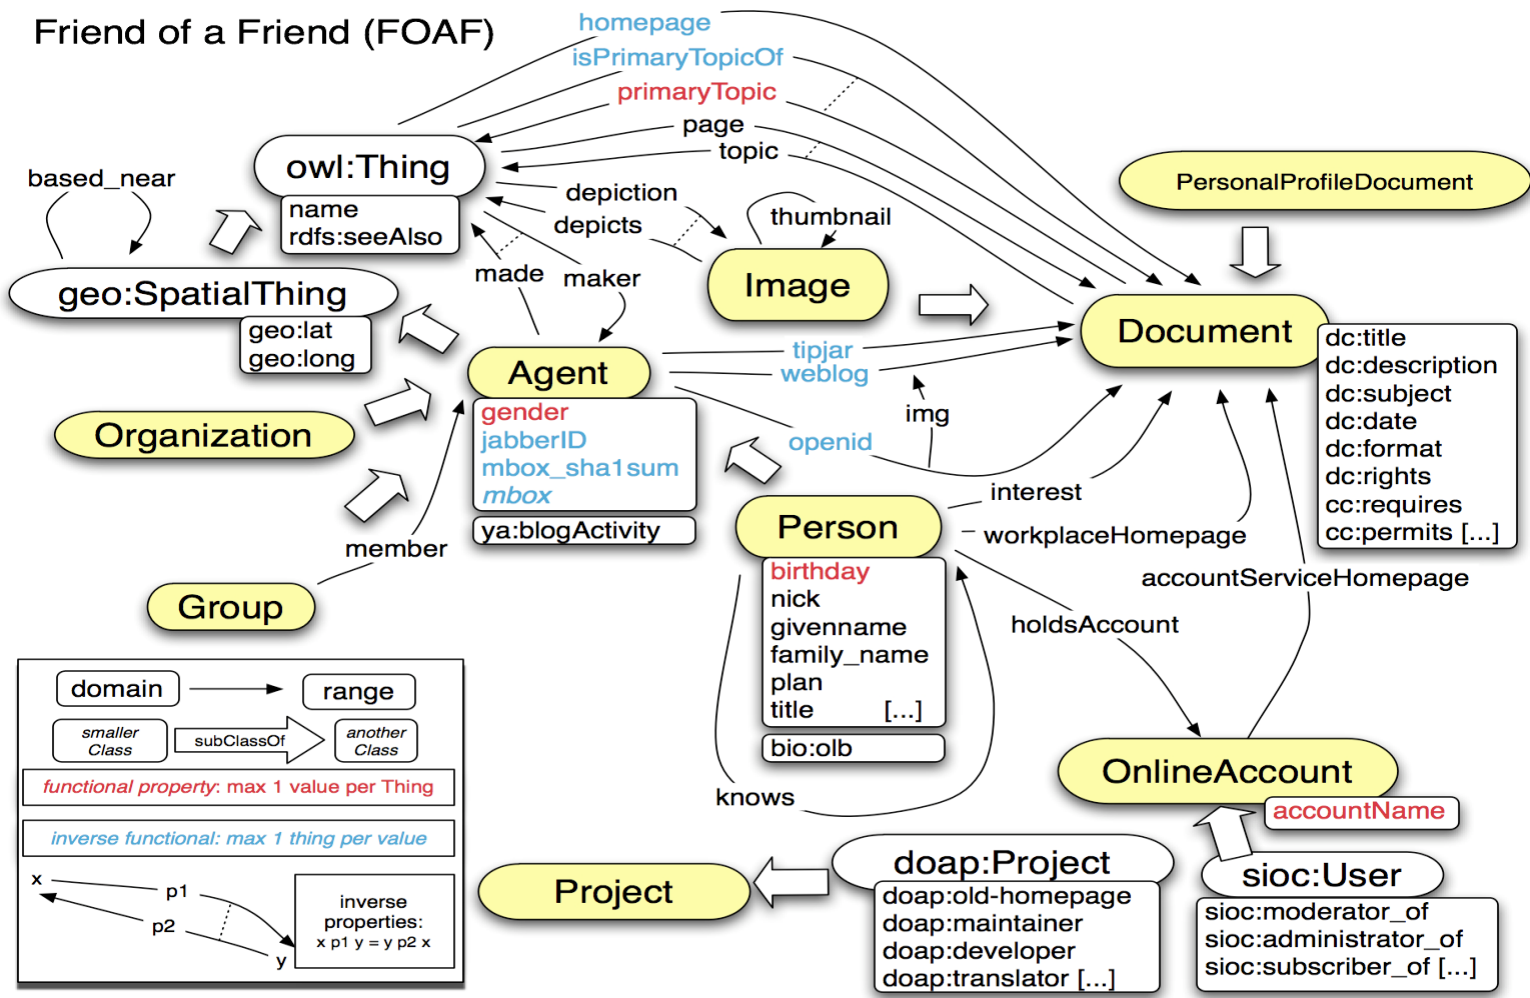 Friend of a Friend (FOAF)
homepage
isPrimaryTopicOf
primaryTopic
page
topic
owl:Thing
name
rdfs:seeAlso
based_near
depiction
depicts
thumbnail
PersonalProfileDocument
made
maker
Image
geo:SpatialThing
geo:lat
geo:long
Document
dc:title
dc:description
dc:subject
dc:date
dc:format
dc:rights
cc:requires
cc:permits [...]
tipjar
weblog
img
openid
Agent
gender
jabberID
mbox_sha1sum
mbox
ya:blogActivity
Organization
member
Group
interest
workplaceHomepage
accountServiceHomepage
holdsAccount
Person
birthday
nick
givenname
family_name
plan
title [...]
bio:olb
knows
OnlineAccount
accountName
Project
doap:Project
doap:old-homepage
doap:maintainer
doap:developer
doap:translator [...]
sioc:User
sioc:moderator_of
sioc:administrator_of
sioc:subscriber_of [...]
domain
range
smaller
Class
subClassOf
another
Class
functional property: max 1 value per Thing
inverse functional: max 1 thing per value
x
p1
p2
y
inverse
properties:
x p1 y = y p2 x